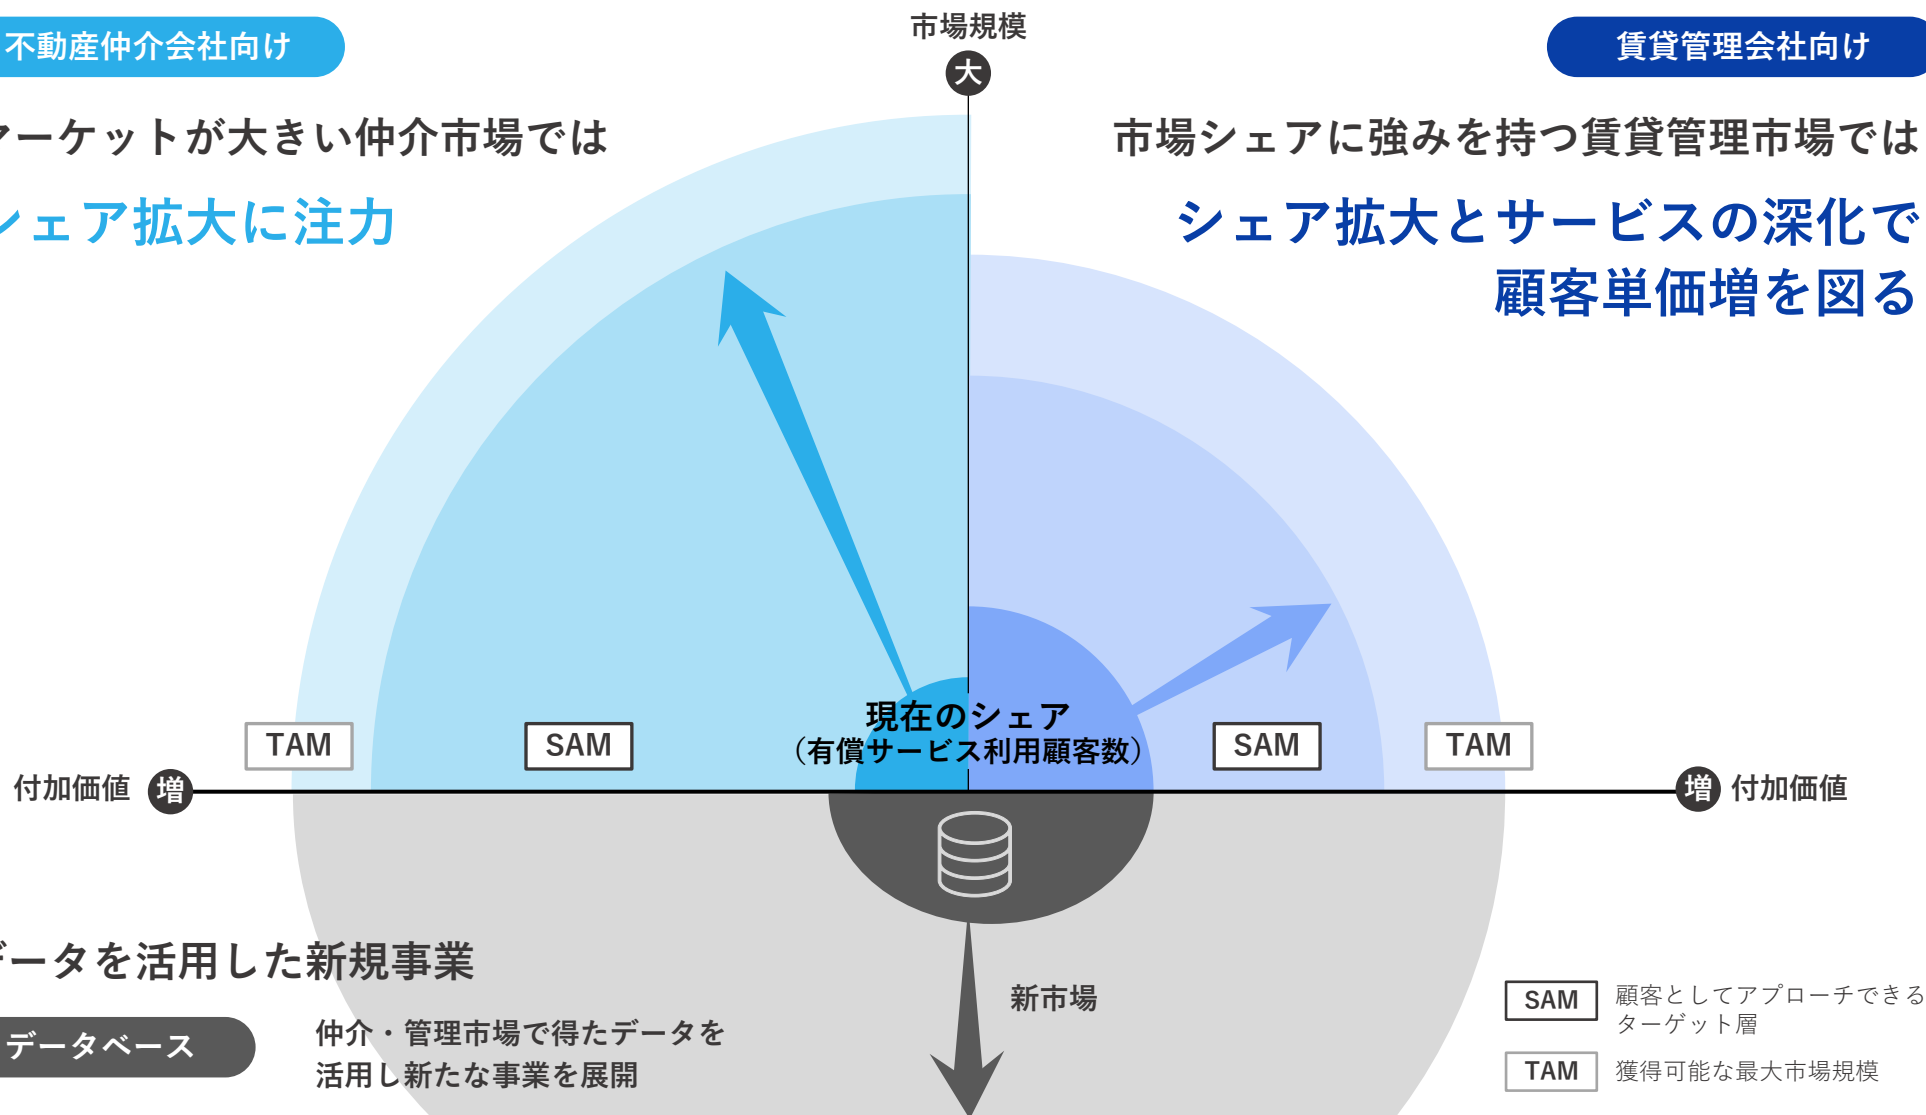 市場規模
大
不動産仲介会社向け
マーケットが大きい仲介市場では
シェア拡大に注力
賃貸管理会社向け
市場シェアに強みを持つ賃貸管理市場では
シェア拡大とサービスの深化で
顧客単価増を図る
現在のシェア
（有償サービス利用顧客数）
TAM
SAM
SAM
TAM
付加価値 増
増 付加価値
データを活用した新規事業
データベース
仲介・管理市場で得たデータを
活用し新たな事業を展開
新市場
SAM 顧客としてアプローチできる
ターゲット層
TAM 獲得可能な最大市場規模